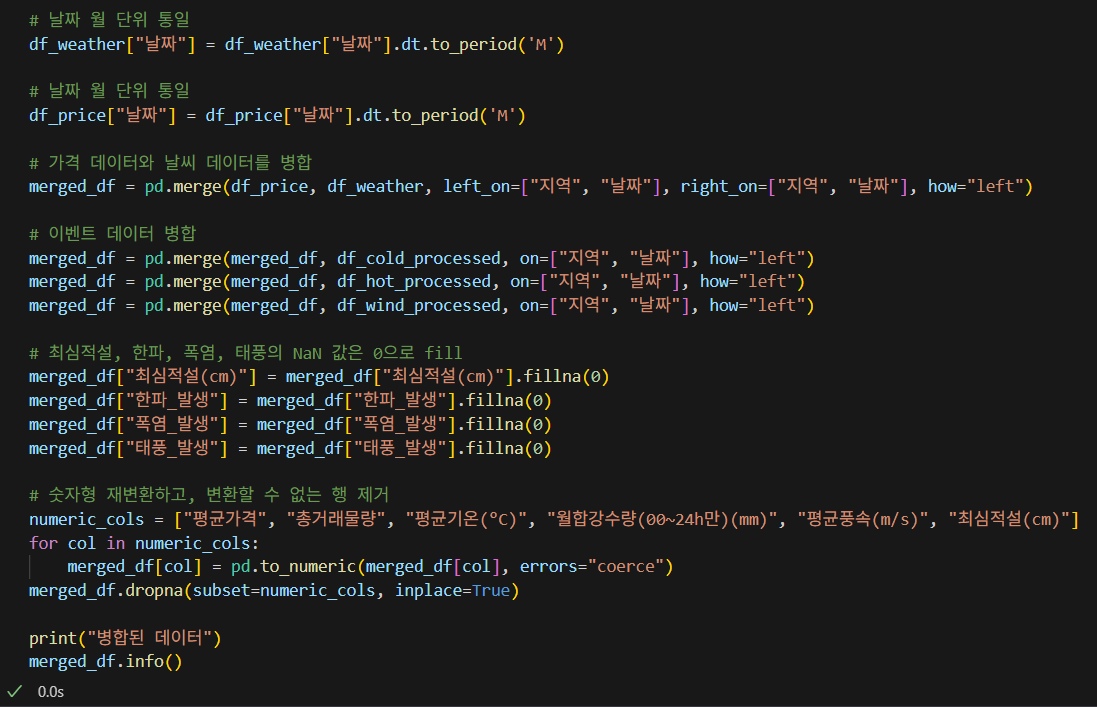 # 날짜 월 단위 통일
df_weather["날짜"] = df_weather["날짜"].dt.to_period('M')
# 날짜 월 단위 통일
df_price["날짜"] = df_price["날짜"].dt.to_period('M')
# 가격 데이터와 날씨 데이터를 병합
merged_df = pd.merge(df_price, df_weather, left_on=["지역", "날짜"], right_on=["지역", "날짜"], how="left")
# 이벤트 데이터 병합
merged_df = pd.merge(merged_df, df_cold_processed, on=["지역", "날짜"], how="left")
merged_df = pd.merge(merged_df, df_hot_processed, on=["지역", "날짜"], how="left")
merged_df = pd.merge(merged_df, df_wind_processed, on=["지역", "날짜"], how="left")
# 최심적설, 한파, 폭염, 태풍의 NaN 값은 0으로 fill
merged_df["최심적설(cm)"] = merged_df["최심적설(cm)"].fillna(0)
merged_df["한파_발생"] = merged_df["한파_발생"].fillna(0)
merged_df["폭염_발생"] = merged_df["폭염_발생"].fillna(0)
merged_df["태풍_발생"] = merged_df["태풍_발생"].fillna(0)
# 숫자형 재변환하고, 변환할 수 없는 행 제거
numeric_cols = ["평균가격", "총거래물량", "평균기온(°C)", "월합강수량(00~24h만)(mm)", "평균풍속(m/s)", "최심적설(cm)"]
for col in numeric_cols:
    merged_df[col] = pd.to_numeric(merged_df[col], errors="coerce")
merged_df.dropna(subset=numeric_cols, inplace=True)
print("병합된 데이터")
merged_df.info()
0.0s